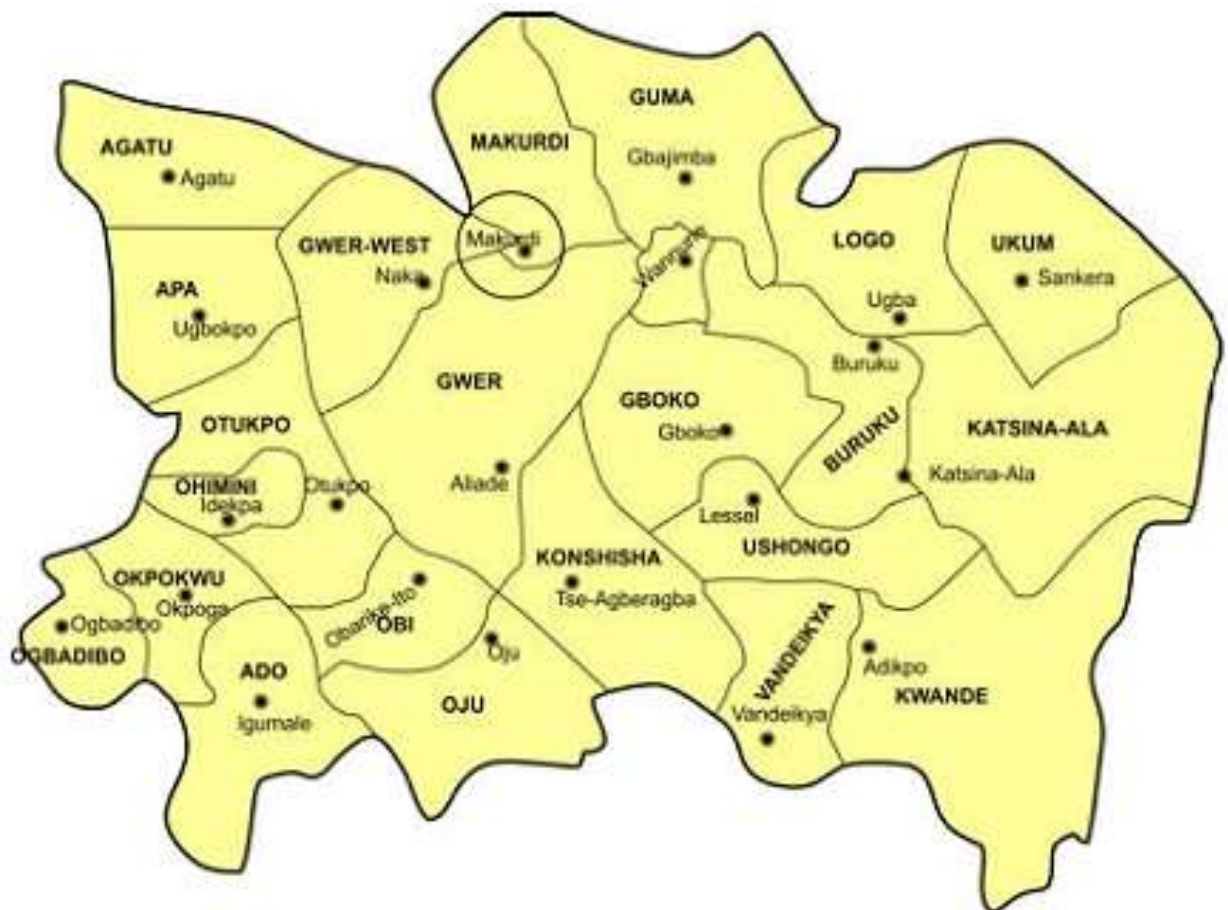 GUMA
MAKURDI
AGATU
Gbajimba
Agatu
GWER-WEST
Makurdi
LOGO
UKUM
Naka
Sankera
APA
Ugbokpo
Ugba
Buruku
GWER
GBOKO
OTUKPO
Gboko
BURUKU
KATSINA-ALA
OHIMINI
Otukpo
Aliade
Katsina-Ala
Idekpa
Lessel
USHONGO
KONSHISHA
OKPOKWU
Okpoga
Tse-Agberagba
Obarike-Ito
OBI
Ogbadibo
OGBADIBO
Oju
ADO
VANDEIKYA
Adikpo
OJU
KWANDE
Igumale
Vandeikya